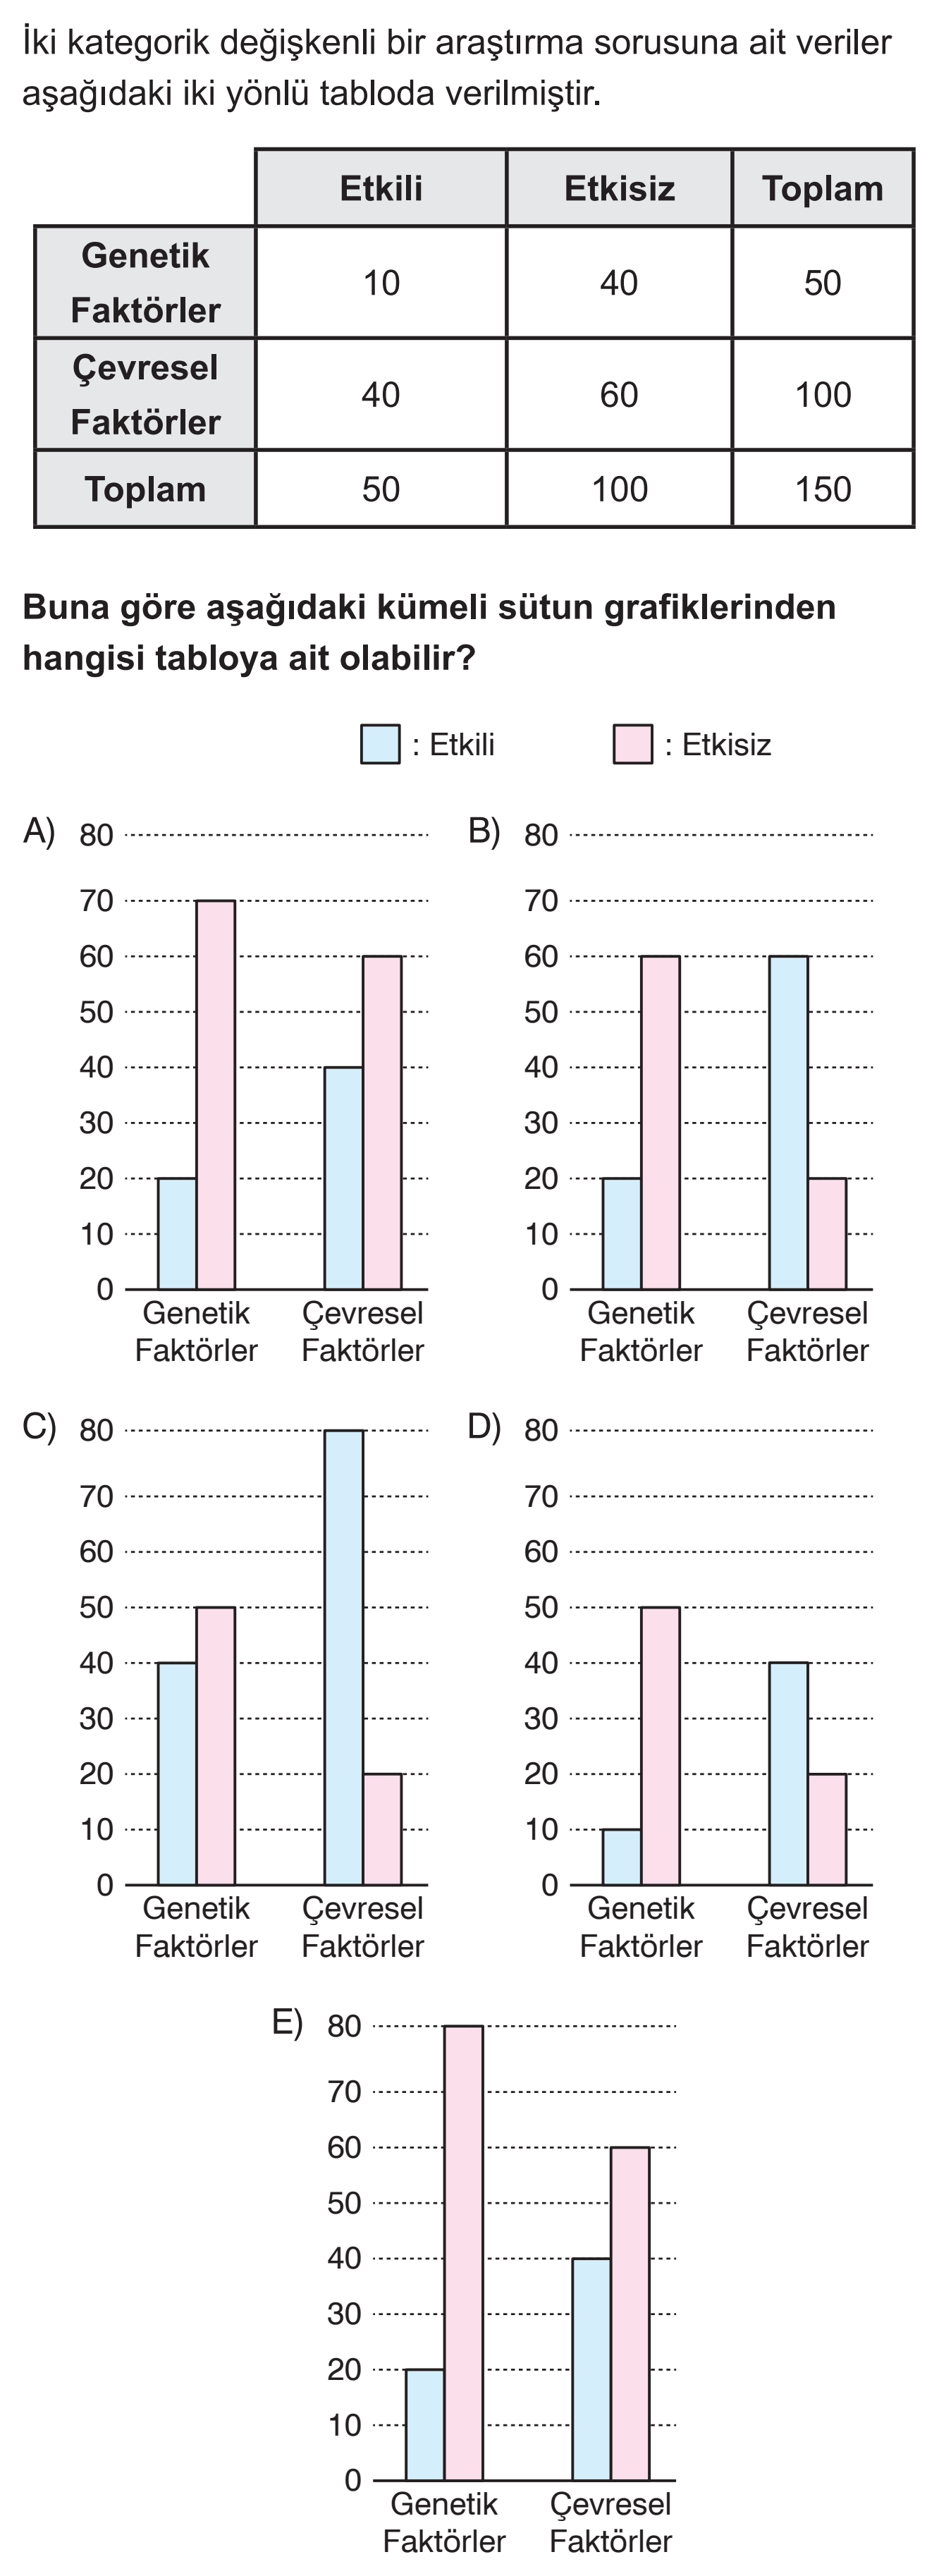 İki kategorik değişkenli bir araştırma sorusuna ait veriler
aşağıdaki iki yönlü tabloda verilmiştir.
Etkili Etkisiz Toplam
Genetik
Faktörler 10 40 50
Çevresel
Faktörler 40 60 100
Toplam 50 100 150
Buna göre aşağıdaki kümeli sütun grafiklerinden
hangisi tabloya ait olabilir?
: Etkili : Etkisiz
A) 80
70
60
50
40
30
20
10
0
Genetik Çevresel
Faktörler Faktörler
B) 80
70
60
50
40
30
20
10
0
Genetik Çevresel
Faktörler Faktörler
C) 80
70
60
50
40
30
20
10
0
Genetik Çevresel
Faktörler Faktörler
D) 80
70
60
50
40
30
20
10
0
Genetik Çevresel
Faktörler Faktörler
E) 80
70
60
50
40
30
20
10
0
Genetik Çevresel
Faktörler Faktörler